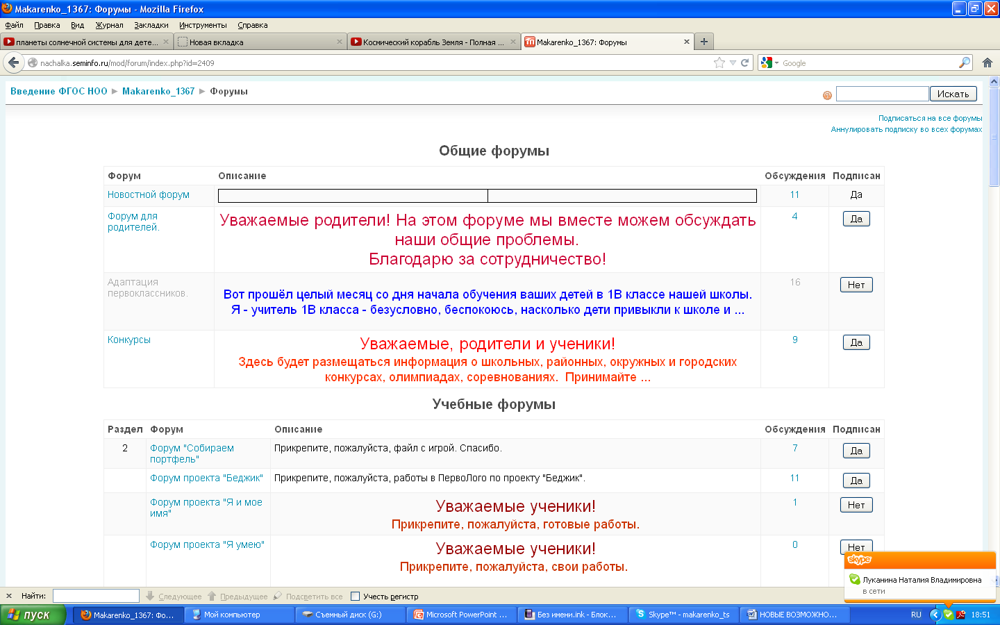 Makarenko_1367: Форумы - Mozilla Firefox
Файл Правка Вид Журнал Закладки Инструменты Справка
планеты солнечной системы для дете... Новая вкладка Космический корабль Земля - Полная ... Makarenko_1367: Форумы
nachalka.seminfo.ru/mod/forum/index.php?id=2409 Google
Введение ФГОС НОО ► Makarenko_1367 ► Форумы Искать
Подписаться на все форумы
Аннулировать подписку во всех форумах
Общие форумы
Форум Описание Обсуждения Подписан
Новостной форум 11 Да
Форум для родителей. Уважаемые родители! На этом форуме мы вместе можем обсуждать 4 Да
наши общие проблемы.
Благодарю за сотрудничество!
Адаптация первоклассников. 16 Нет
Вот прошёл целый месяц со дня начала обучения ваших детей в 1В классе нашей школы.
Я - учитель 1В класса - безусловно, беспокоюсь, насколько дети привыкли к школе и ...
Конкурсы Уважаемые, родители и ученики! 9 Да
Здесь будет размещаться информация о школьных, районных, окружных и городских
конкурсах, олимпиадах, соревнованиях. Принимайте ...
Учебные форумы
Раздел Форум Описание Обсуждения Подписан
2 Форум "Собираем портфель" Прикрепите, пожалуйста, файл с игрой. Спасибо. 7 Да
Форум проекта "Беджик" Прикрепите, пожалуйста, работы в ПервоЛого по проекту "Беджик". 11 Да
Форум проекта "Я и мое имя" Уважаемые ученики! 1 Нет
Прикрепите, пожалуйста, готовые работы.
Форум проекта "Я умею" Уважаемые ученики! 0 Нет
Прикрепите, пожалуйста, свои работы.
skype
Луканина Наталия Владимировна
в сети
Найти: Следующее Предыдущее Подсветить все Учесть регистр
пуск Makarenko_1367: Фо... Мой компьютер Съемный диск (G:) Microsoft PowerPoint ... Без имени.ink - Блок... Skype™ - makarenko_ts НОВЫЕ ВОЗМОЖНО... RU 18:51